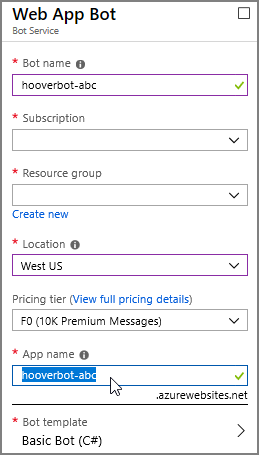 Web App Bot
Bot Service
* Bot name
hooverbot-abc
* Subscription
* Resource group
Create new
* Location
West US
Pricing tier (View full pricing details)
F0 (10K Premium Messages)
* App name
hooverbot-abc
.azurewebsites.net
* Bot template
Basic Bot (C#)